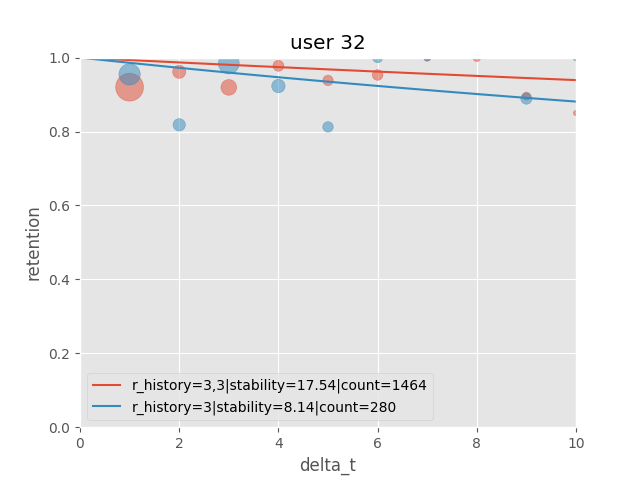 user 32
1.0
0.8
0.6
0.4
0.2
0.0
retention
r_history=3,3|stability=17.54|count=1464
r_history=3|stability=8.14|count=280
0 2 4 6 8 10
delta_t